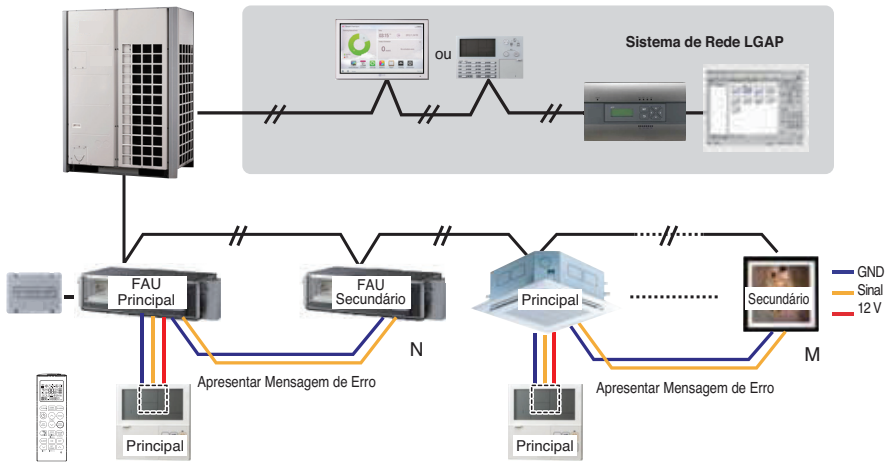 ou
Sistema de Rede LGAP
FAU
Principal
FAU
Secundário
Principal
Secundário
GND
Sinal
12 V
N
M
Apresentar Mensagem de Erro
Apresentar Mensagem de Erro
Principal
Principal